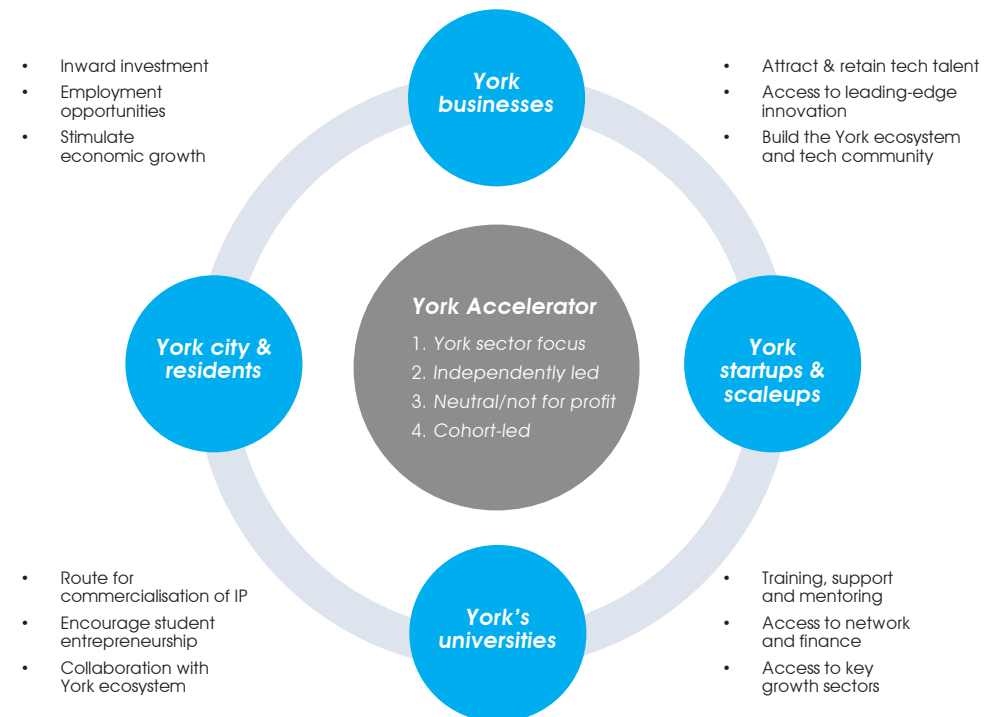 York
businesses
• Inward investment
• Employment
opportunities
• Stimulate
economic growth
• Attract & retain tech talent
• Access to leading-edge
innovation
• Build the York ecosystem
and tech community
York city &
residents
York Accelerator
1. York sector focus
2. Independently led
3. Neutral/not for profit
4. Cohort-led
York
startups &
scaleups
• Route for
commercialisation of IP
• Encourage student
entrepreneurship
• Collaboration with
York ecosystem
York's
universities
• Training, support
and mentoring
• Access to network
and finance
• Access to key
growth sectors